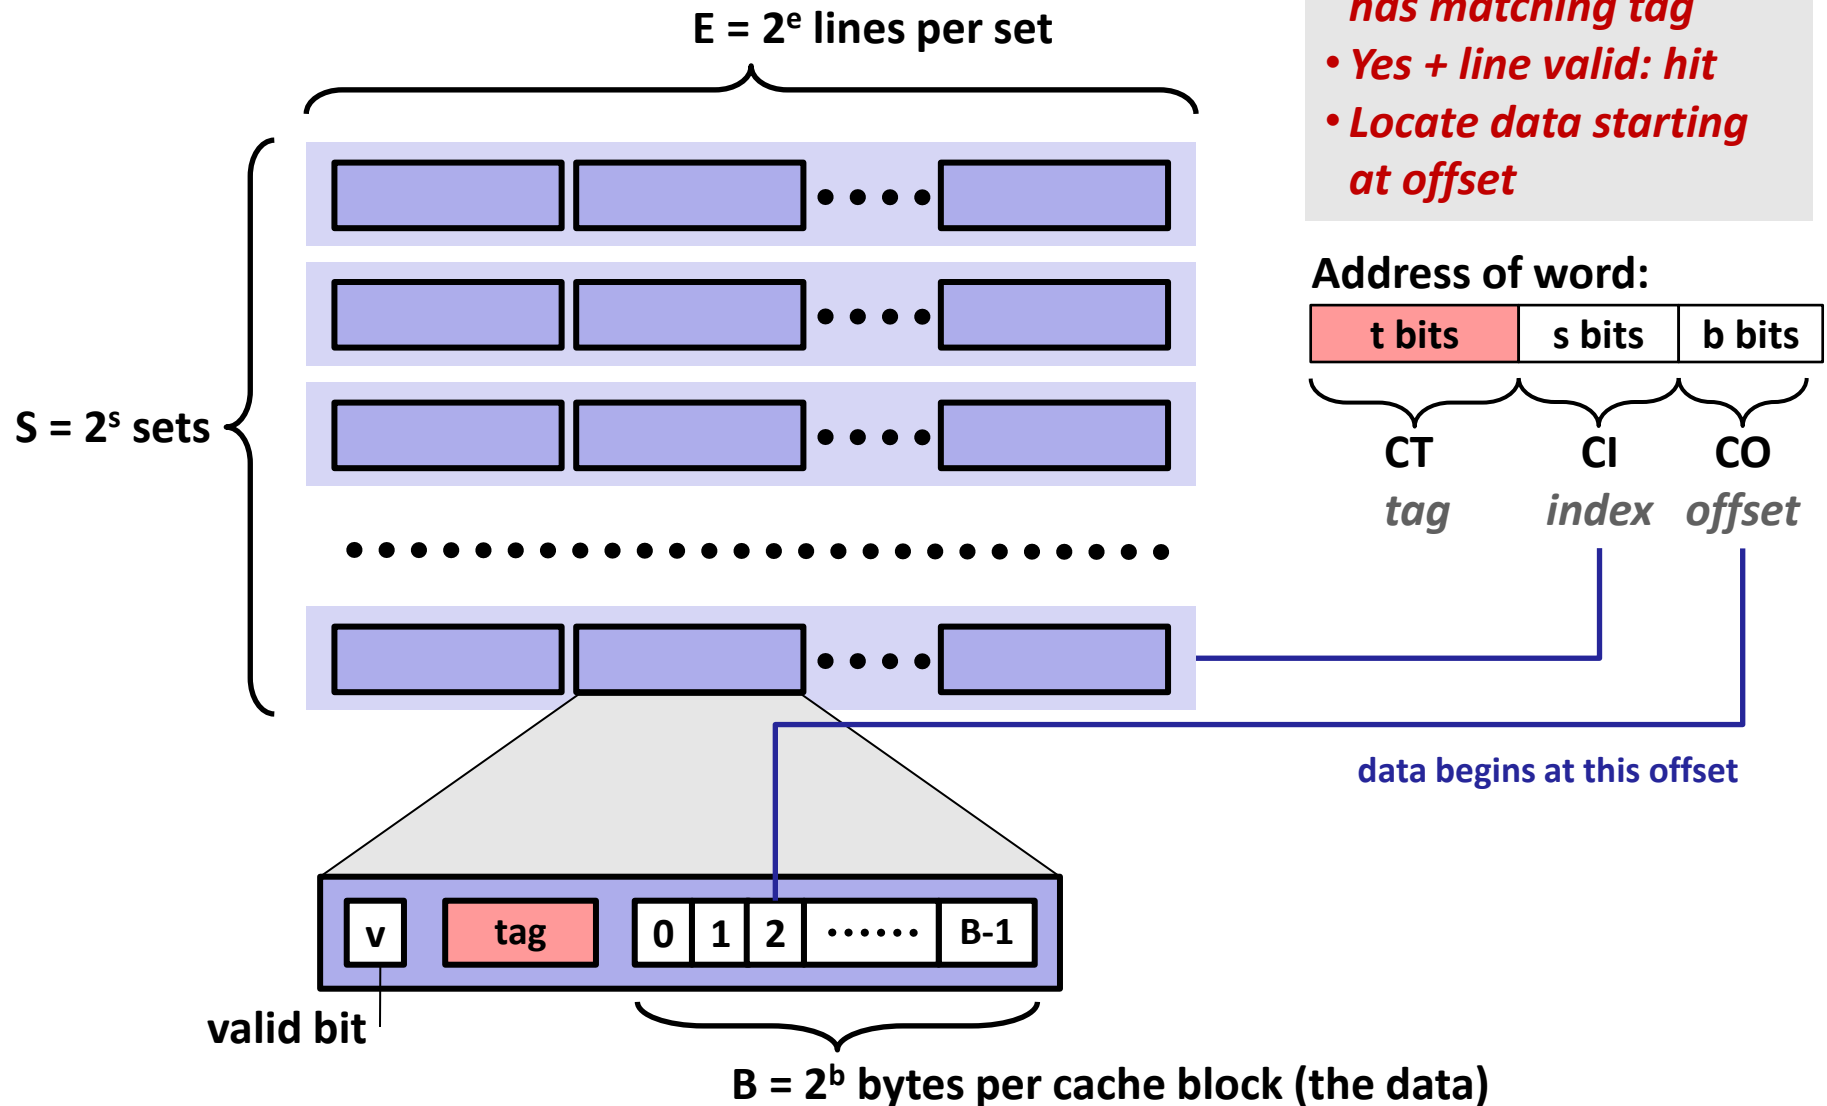 E = 2ᵉ lines per set
has matching tag
• Yes + line valid: hit
• Locate data starting
at offset
Address of word:
t bits s bits b bits
CT CI CO
tag index offset
S = 2ˢ sets
data begins at this offset
v tag 0 1 2 •••••• B-1
valid bit
B = 2ᵇ bytes per cache block (the data)